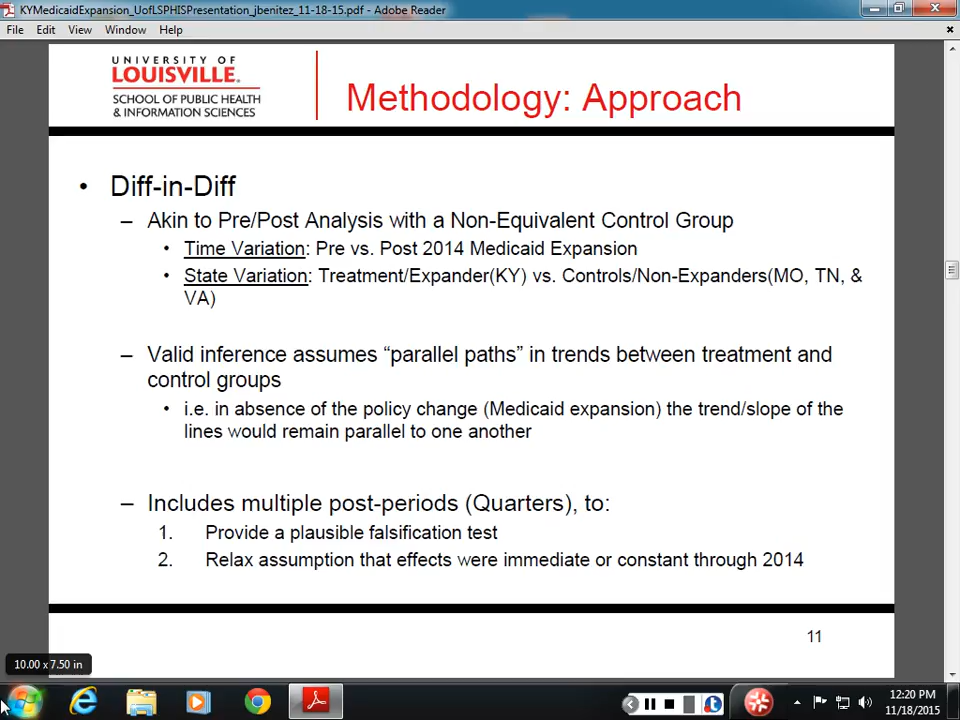 KYMedicaidExpansion_UofLSPHISPresentation_jbenitez_11-18-15.pdf - Adobe Reader
File Edit View Window Help
UNIVERSITY OF
LOUISVILLE.
SCHOOL OF PUBLIC HEALTH
& INFORMATION SCIENCES
Methodology: Approach
• Diff-in-Diff
– Akin to Pre/Post Analysis with a Non-Equivalent Control Group
• Time Variation: Pre vs. Post 2014 Medicaid Expansion
• State Variation: Treatment/Expander(KY) vs. Controls/Non-Expanders(MO, TN, &
VA)
– Valid inference assumes “parallel paths” in trends between treatment and
control groups
• i.e. in absence of the policy change (Medicaid expansion) the trend/slope of the
lines would remain parallel to one another
– Includes multiple post-periods (Quarters), to:
1. Provide a plausible falsification test
2. Relax assumption that effects were immediate or constant through 2014
11
10.00 x 7.50 in
12:20 PM
11/18/2015